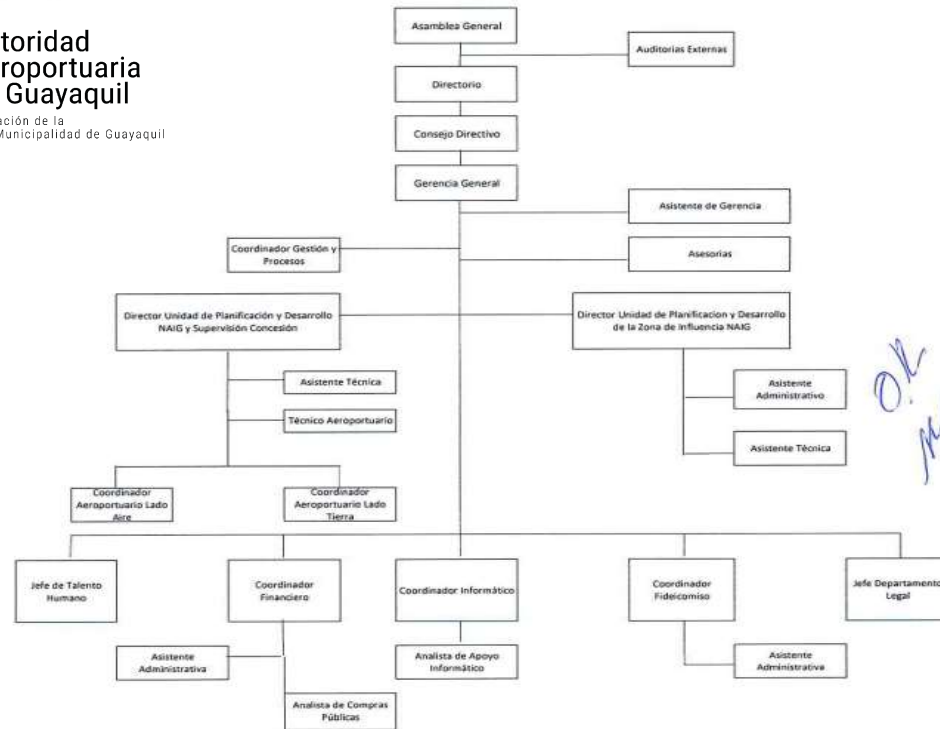 toridad
roportuaria
Guayaquil
ación de la
Municipalidad de Guayaquil
Asamblea General
Auditorias Externas
Directorio
Consejo Directivo
Gerencia General
Asistente de Gerencia
Coordinador Gestión y
Procesos
Asesorias
Director Unidad de Planificación y Desarrollo
NAIG y Supervisión Concesión
Director Unidad de Planificacion y Desarrollo
de la Zona de Influencia NAIG
Asistente Técnica
Técnico Aeroportuario
Asistente
Administrativo
Asistente Técnica
O.K
Coordinador
Aeroportuario Lado
Aire
Coordinador
Aeroportuario Lado
Tierra
Jefe de Talento
Humano
Coordinador
Financiero
Coordinador Informático
Coordinador
Fideicomiso
Jefe Departamento
Legal
Asistente
Administrativa
Analista de Apoyo
Informático
Asistente
Administrativa
Analista de Compras
Públicas